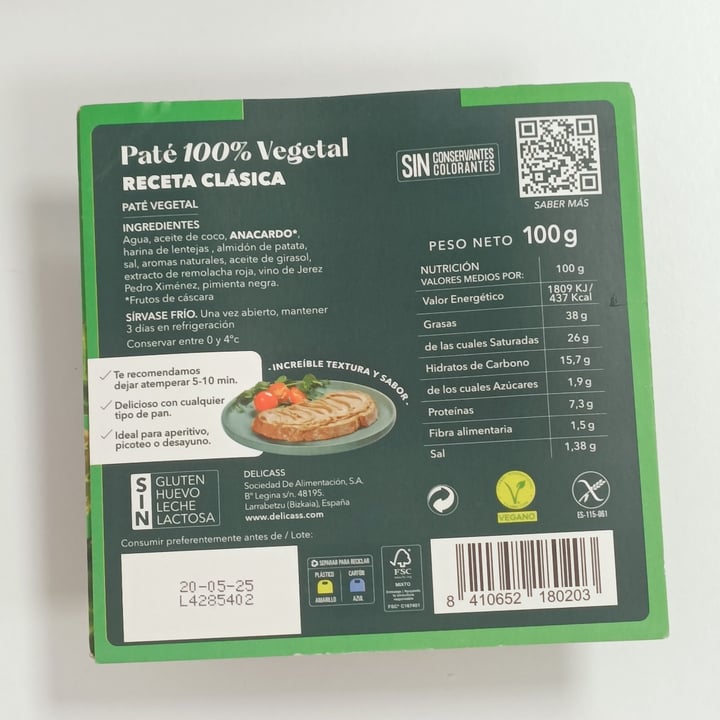 Paté 100% Vegetal
RECETA CLÁSICA
PATÉ VEGETAL
INGREDIENTES
Agua, aceite de coco, ANACARDO*,
harina de lentejas , almidón de patata,
sal, aromas naturales, aceite de girasol,
extracto de remolacha roja, vino de Jerez
Pedro Ximénez, pimienta negra.
*Frutos de cáscara
SÍRVASE FRÍO. Una vez abierto, mantener
3 días en refrigeración
Conservar entre 0 y 4°c
SIN CONSERVANTES
COLORANTES
SABER MÁS
PESO NETO 100g
NUTRICIÓN
VALORES MEDIOS POR: 100 g
Valor Energético 1809 KJ/
437 Kcal
Grasas 38 g
de las cuales Saturadas 26 g
Hidratos de Carbono 15,7 g
de los cuales Azúcares 1,9 g
Proteínas 7,3 g
Fibra alimentaria 1,5 g
Sal 1,38 g
Te recomendamos
dejar atemperar 5-10 min.
Delicioso con cualquier
tipo de pan.
Ideal para aperitivo,
picoteo o desayuno.
- INCREÍBLE TEXTURA Y SABOR -
SIN
GLUTEN
HUEVO
LECHE
LACTOSA
DELICASS
Sociedad De Alimentación, S.A.
Bº Legina s/n. 48195.
Larrabetzu (Bizkaia), España
www.delicass.com
V
VEGANO
ES-115-061
Consumir preferentemente antes de / Lote:
20-05-25
L4285402
SEPARAR PARA RECICLAR
PLÁSTICO CARTÓN
AMARILLO AZUL
FSC
MIXTO
FSC® C167401
8 410652 180203